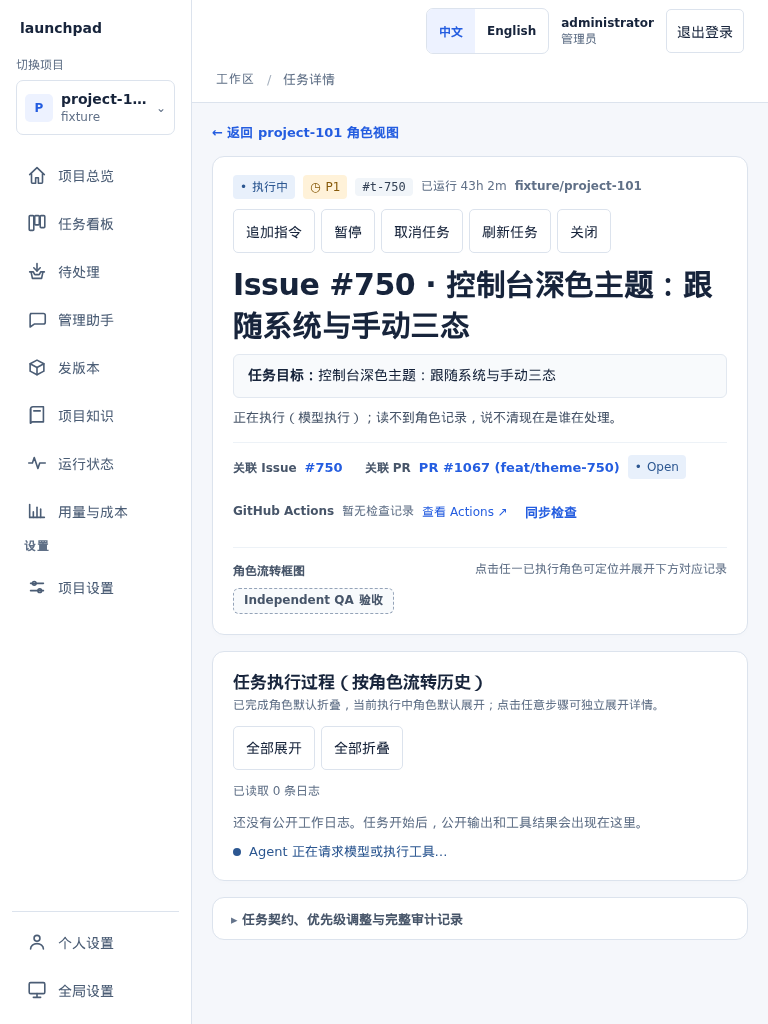 launchpad
切换项目
P
project-1...
fixture
项目总览
任务看板
待处理
管理助手
发版本
项目知识
运行状态
用量与成本
设置
项目设置
个人设置
全局设置
中文
English
administrator
管理员
退出登录
工作区 / 任务详情
← 返回 project-101 角色视图
• 执行中
◷ P1
#t-750
已运行 43h 2m
fixture/project-101
追加指令
暂停
取消任务
刷新任务
关闭
Issue #750 · 控制台深色主题：跟
随系统与手动三态
任务目标：控制台深色主题：跟随系统与手动三态
正在执行（模型执行）；读不到角色记录，说不清现在是谁在处理。
关联 Issue #750 关联 PR PR #1067 (feat/theme-750) • Open
GitHub Actions 暂无检查记录 查看 Actions ↗ 同步检查
角色流转框图
点击任一已执行角色可定位并展开下方对应记录
Independent QA 验收
任务执行过程（按角色流转历史）
已完成角色默认折叠，当前执行中角色默认展开；点击任意步骤可独立展开详情。
全部展开
全部折叠
已读取 0 条日志
还没有公开工作日志。任务开始后，公开输出和工具结果会出现在这里。
Agent 正在请求模型或执行工具...
▸ 任务契约、优先级调整与完整审计记录